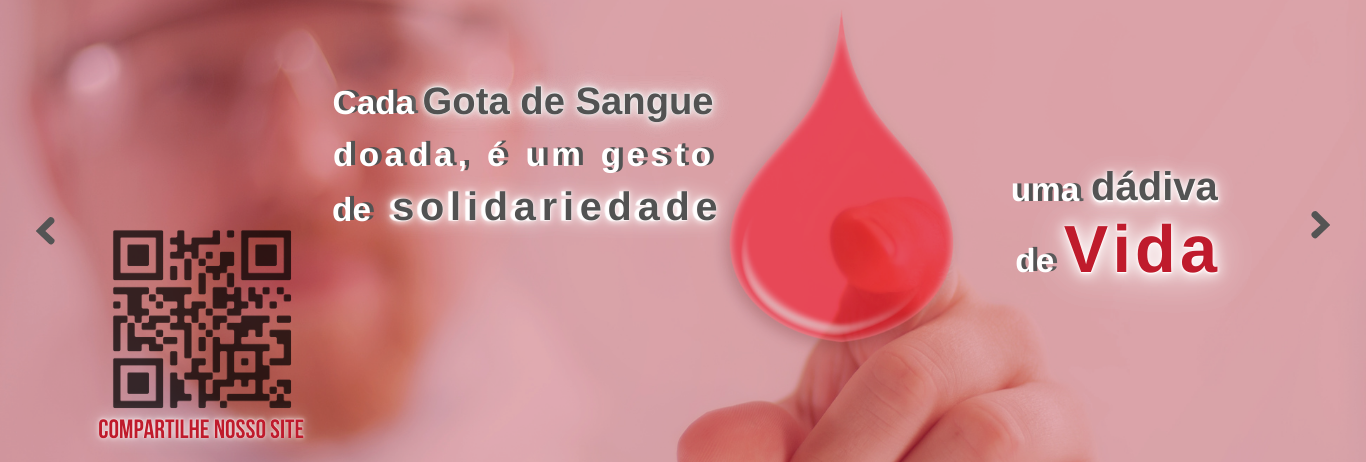 Cada Gota de Sangue
doada, é um gesto
de solidariedade
uma dádiva
de Vida
COMPARTILHE NOSSO SITE